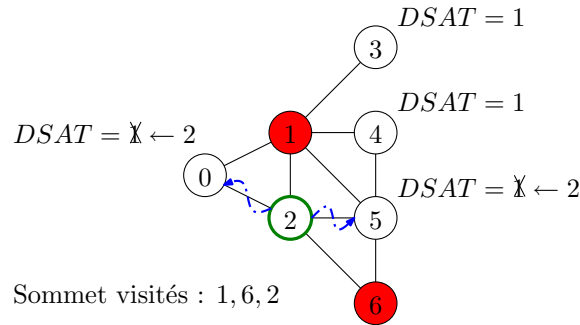 DSAT = 1
3
DSAT = 1
DSAT = 1 ← 2
1
4
0
DSAT = 1 ← 2
2
5
Sommet visités : 1, 6, 2
6